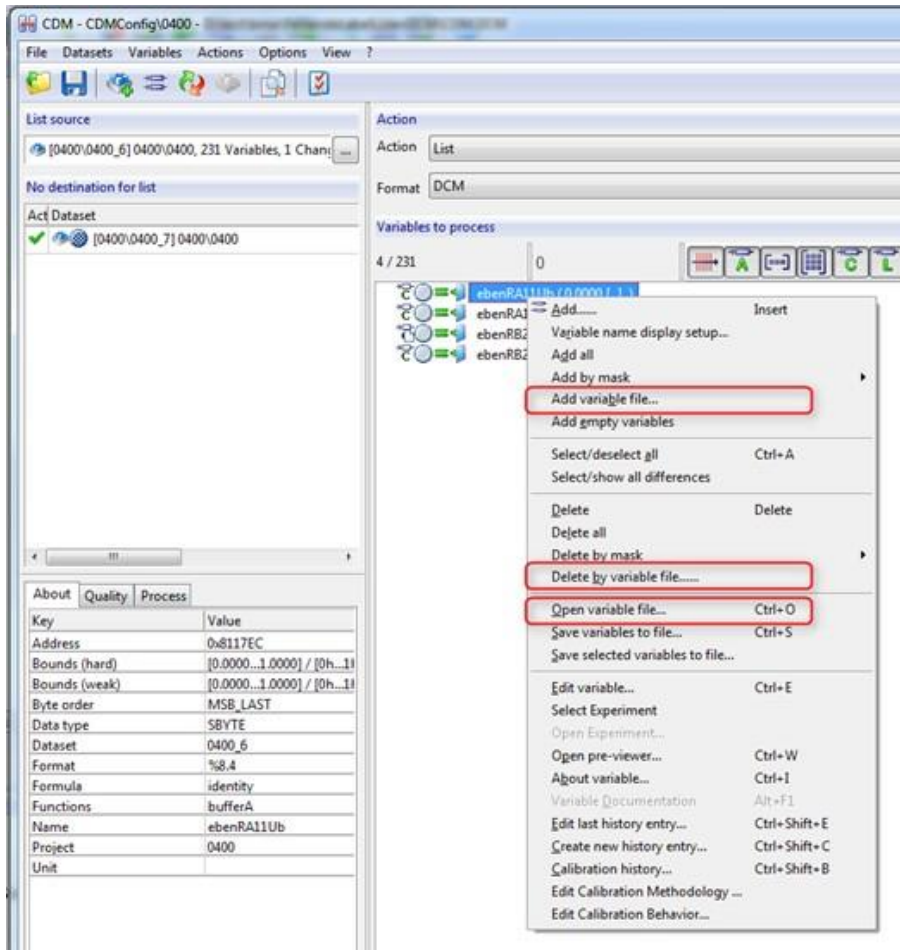 CDM - CDMConfig\0400 -
File Datasets Variables Actions Options View ?
List source
[0400\0400_6] 0400\0400, 231 Variables, 1 Chang ...
No destination for list
Act Dataset
[0400\0400_7] 0400\0400
Action
Action List
Format DCM
Variables to process
4 / 231 0
A C L
ebenRA11Ub / 0.0000 [ 1 ]
ebenRA1
ebenRB2
ebenRB2
Add...... Insert
Variable name display setup...
Add all
Add by mask
Add variable file...
Add empty variables
Select/deselect all Ctrl+A
Select/show all differences
Delete Delete
Delete all
Delete by mask
Delete by variable file......
Open variable file... Ctrl+O
Save variables to file... Ctrl+S
Save selected variables to file...
Edit variable... Ctrl+E
Select Experiment
Open Experiment...
Open pre-viewer... Ctrl+W
About variable... Ctrl+I
Variable Documentation Alt+F1
Edit last history entry... Ctrl+Shift+E
Create new history entry... Ctrl+Shift+C
Calibration history... Ctrl+Shift+B
Edit Calibration Methodology ...
Edit Calibration Behavior...
About Quality Process
Key Value
Address 0x8117EC
Bounds (hard) [0.0000...1.0000] / [0h...1
Bounds (weak) [0.0000...1.0000] / [0h...1
Byte order MSB_LAST
Data type SBYTE
Dataset 0400_6
Format %8.4
Formula identity
Functions bufferA
Name ebenRA11Ub
Project 0400
Unit